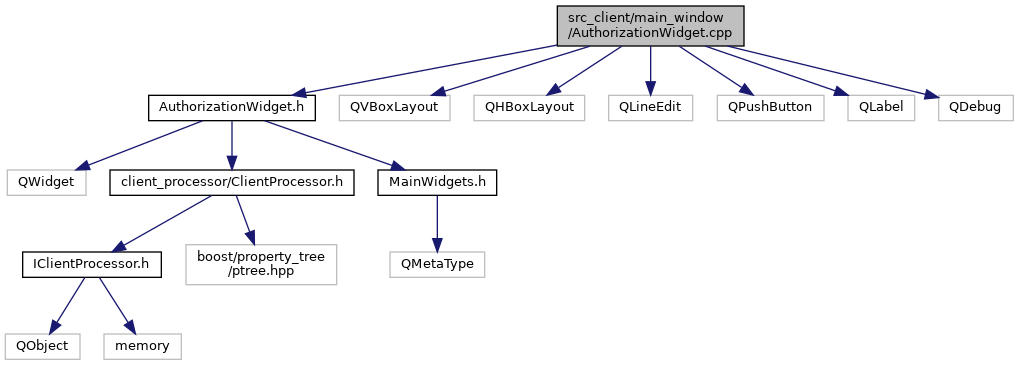 src_client/main_window
/AuthorizationWidget.cpp
AuthorizationWidget.h
QVBoxLayout
QHBoxLayout
QLineEdit
QPushButton
QLabel
QDebug
QWidget
client_processor/ClientProcessor.h
MainWidgets.h
IClientProcessor.h
boost/property_tree
/ptree.hpp
QMetaType
QObject
memory